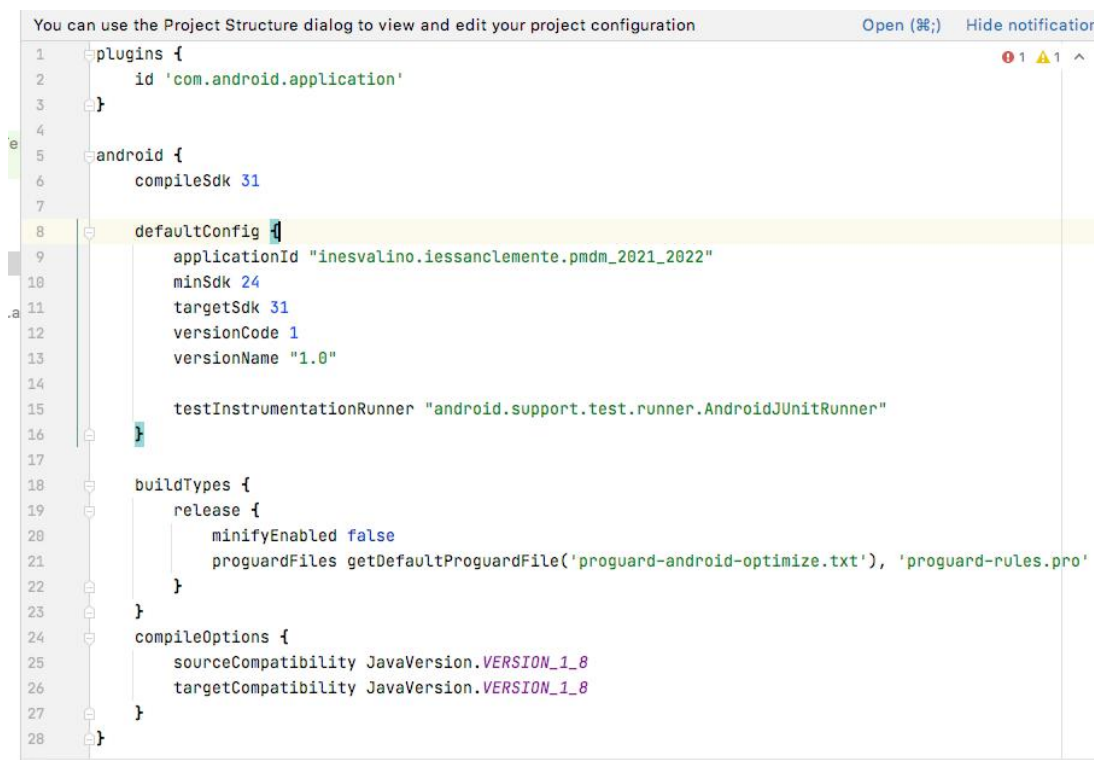 You can use the Project Structure dialog to view and edit your project configuration Open (⌘;) Hide notification
1 plugins { 1 1
2 id 'com.android.application'
3 }
4
5 android {
6 compileSdk 31
7
8 defaultConfig {
9 applicationId "inesvalino.iessanclemente.pmdm_2021_2022"
10 minSdk 24
11 targetSdk 31
12 versionCode 1
13 versionName "1.0"
14
15 testInstrumentationRunner "android.support.test.runner.AndroidJUnitRunner"
16 }
17
18 buildTypes {
19 release {
20 minifyEnabled false
21 proguardFiles getDefaultProguardFile('proguard-android-optimize.txt'), 'proguard-rules.pro'
22 }
23 }
24 compileOptions {
25 sourceCompatibility JavaVersion.VERSION_1_8
26 targetCompatibility JavaVersion.VERSION_1_8
27 }
28 }